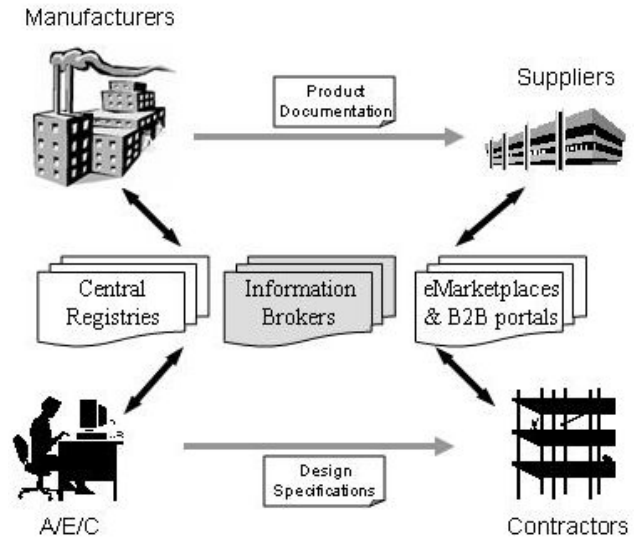 Manufacturers
Product
Documentation
Suppliers
Central
Registries
Information
Brokers
eMarketplaces
& B2B portals
Design
Specifications
A/E/C
Contractors